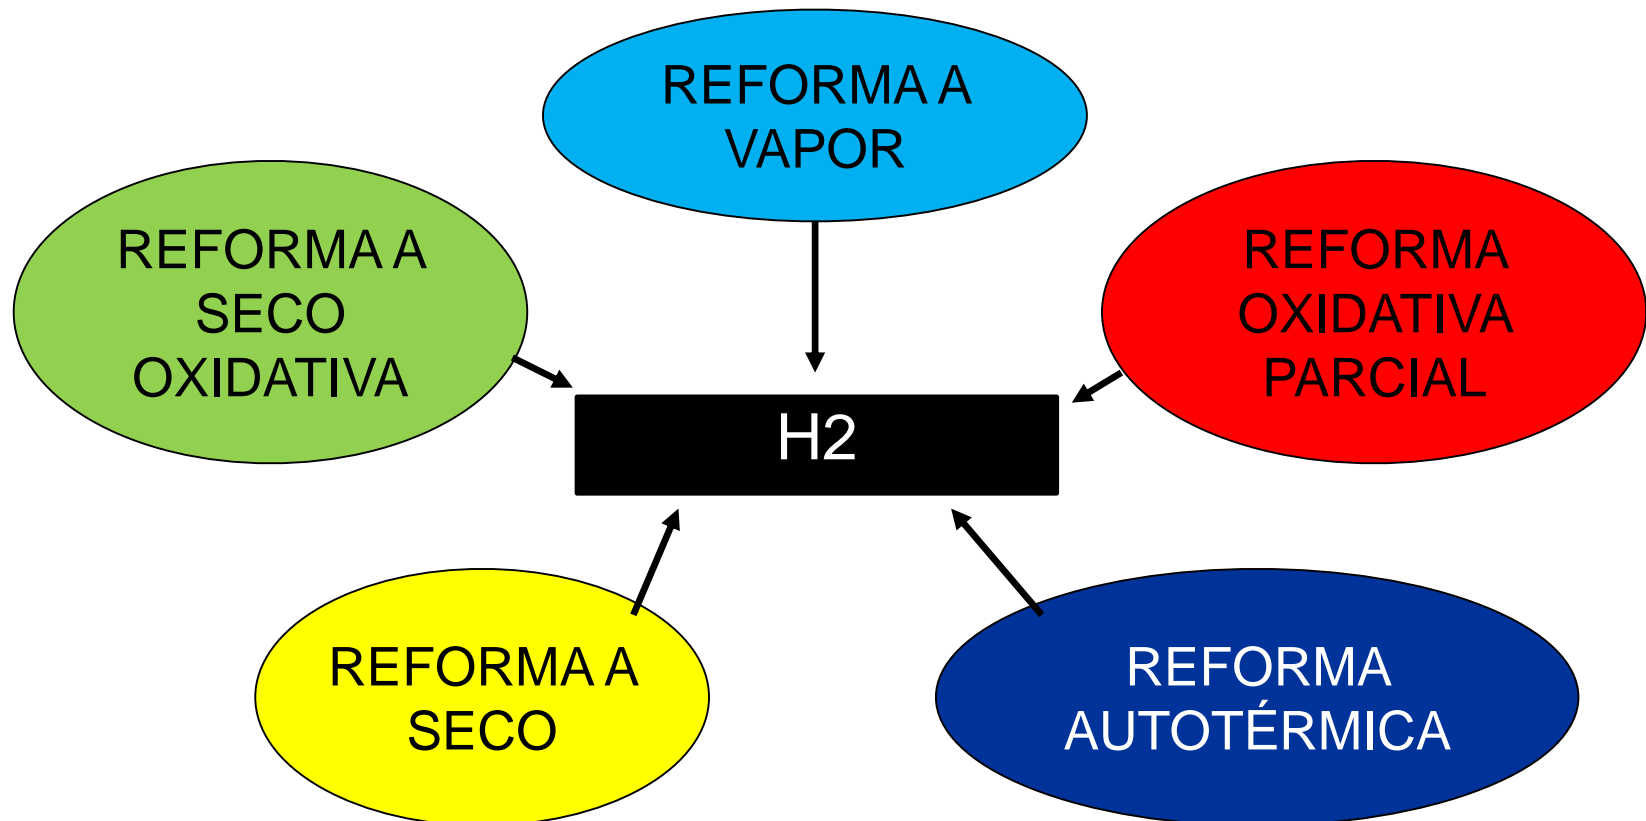 REFORMA A
VAPOR
REFORMA A
SECO
OXIDATIVA
REFORMA
OXIDATIVA
PARCIAL
H2
REFORMA A
SECO
REFORMA
AUTOTÉRMICA